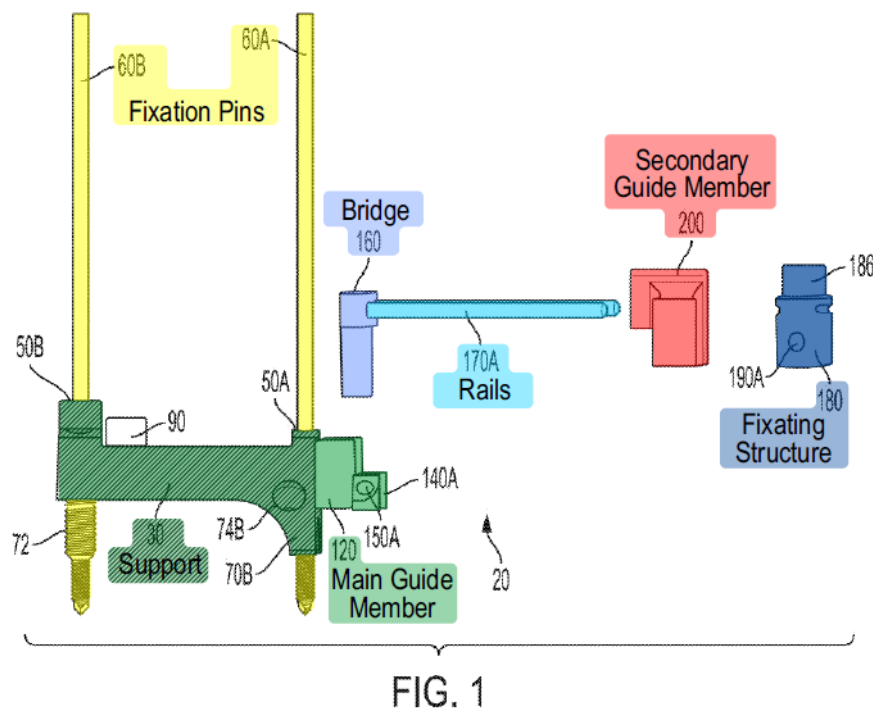 60B
60A
Fixation Pins
Secondary
Guide Member
200
Bridge
160
186
50B
50A
170A
Rails
190A
180
Fixating
Structure
90
140A
72
30
Support
74B
70B
150A
120
Main Guide
Member
20
FIG. 1